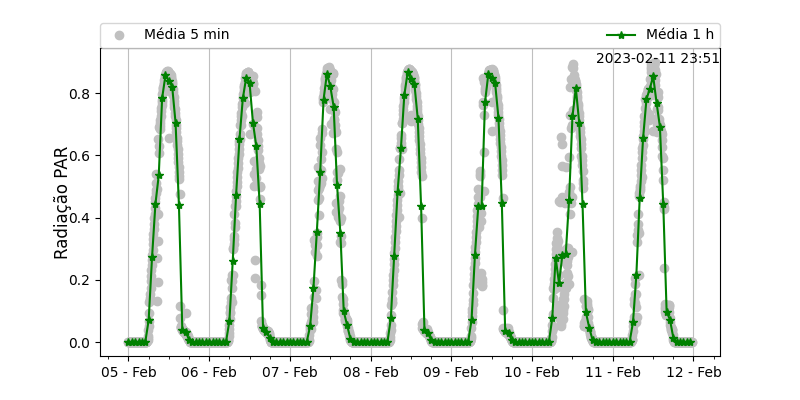 Média 5 min Média 1 h
2023-02-11 23:51
Radiação PAR
0.8
0.6
0.4
0.2
0.0
05 - Feb 06 - Feb 07 - Feb 08 - Feb 09 - Feb 10 - Feb 11 - Feb 12 - Feb